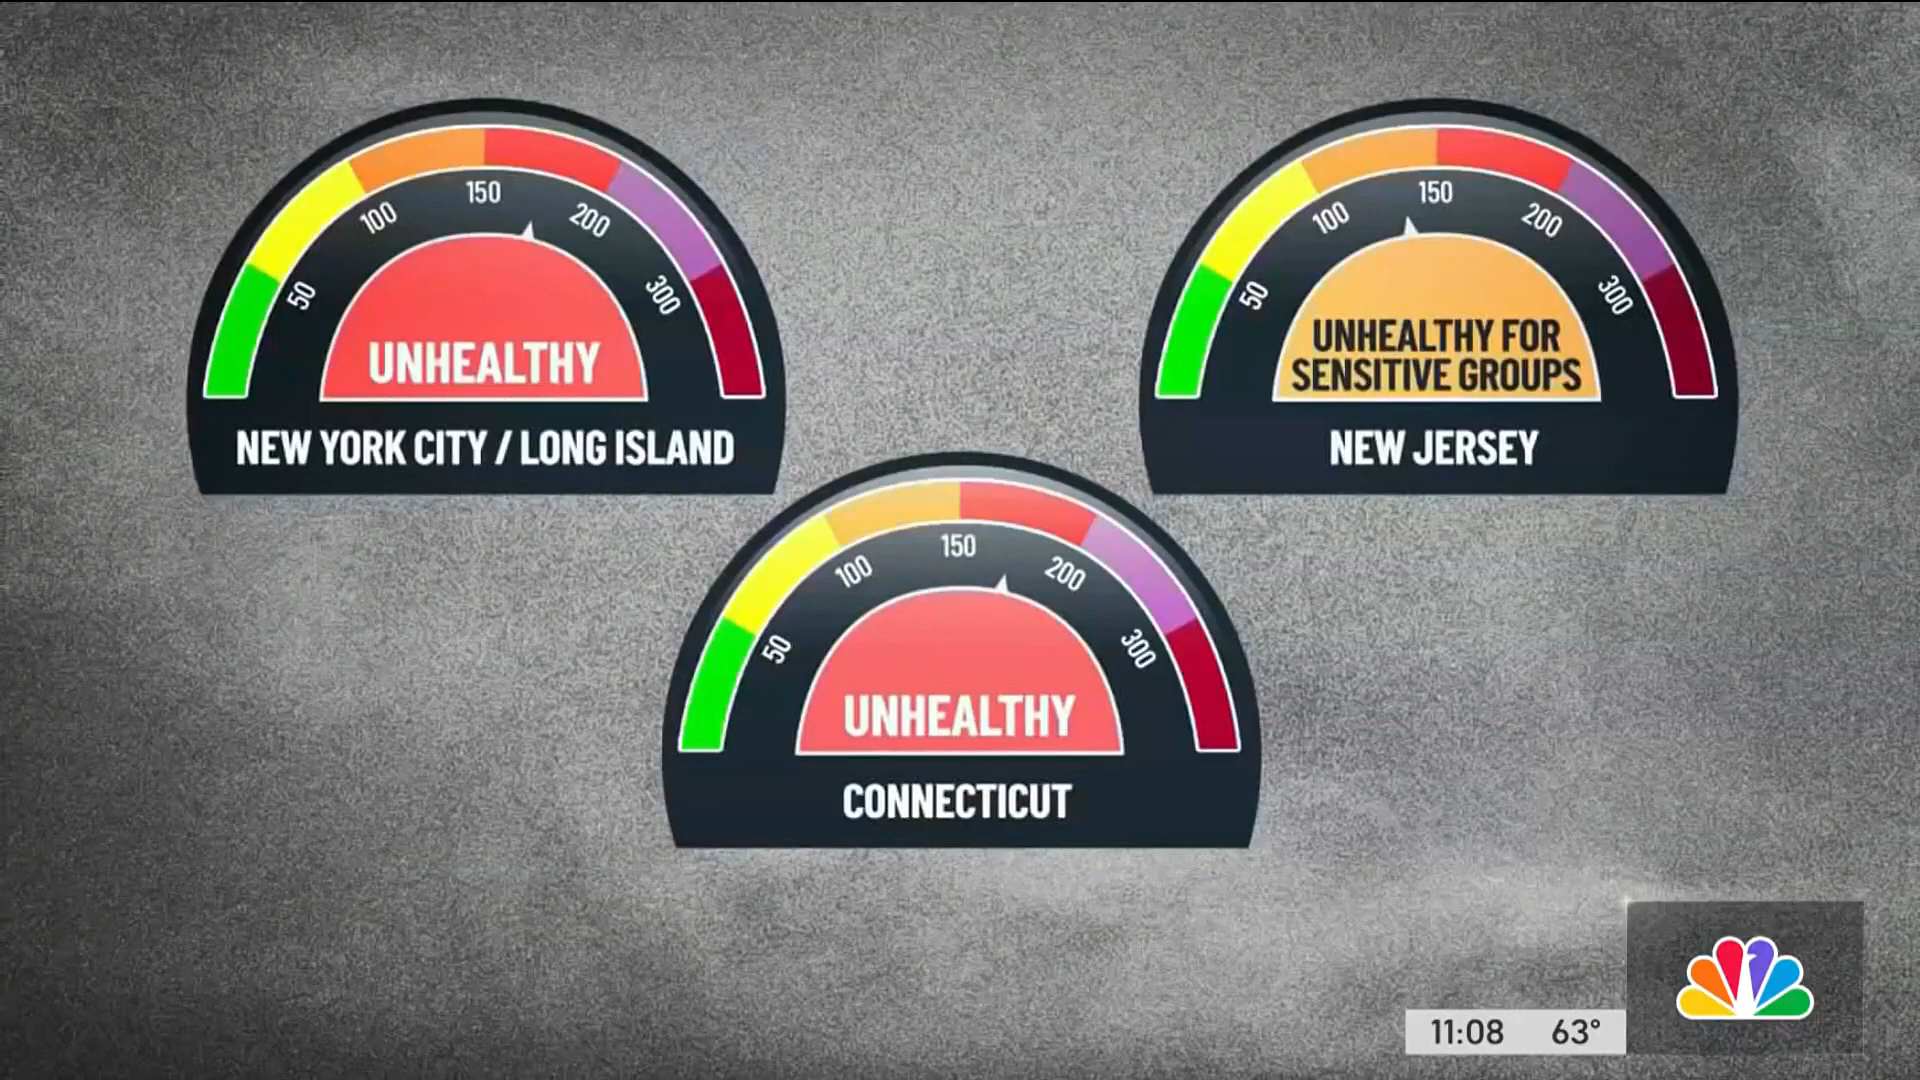 50
100
150
200
300
UNHEALTHY
NEW YORK CITY / LONG ISLAND
50
100
150
200
300
UNHEALTHY FOR
SENSITIVE GROUPS
NEW JERSEY
50
100
150
200
300
UNHEALTHY
CONNECTICUT
11:08 63°